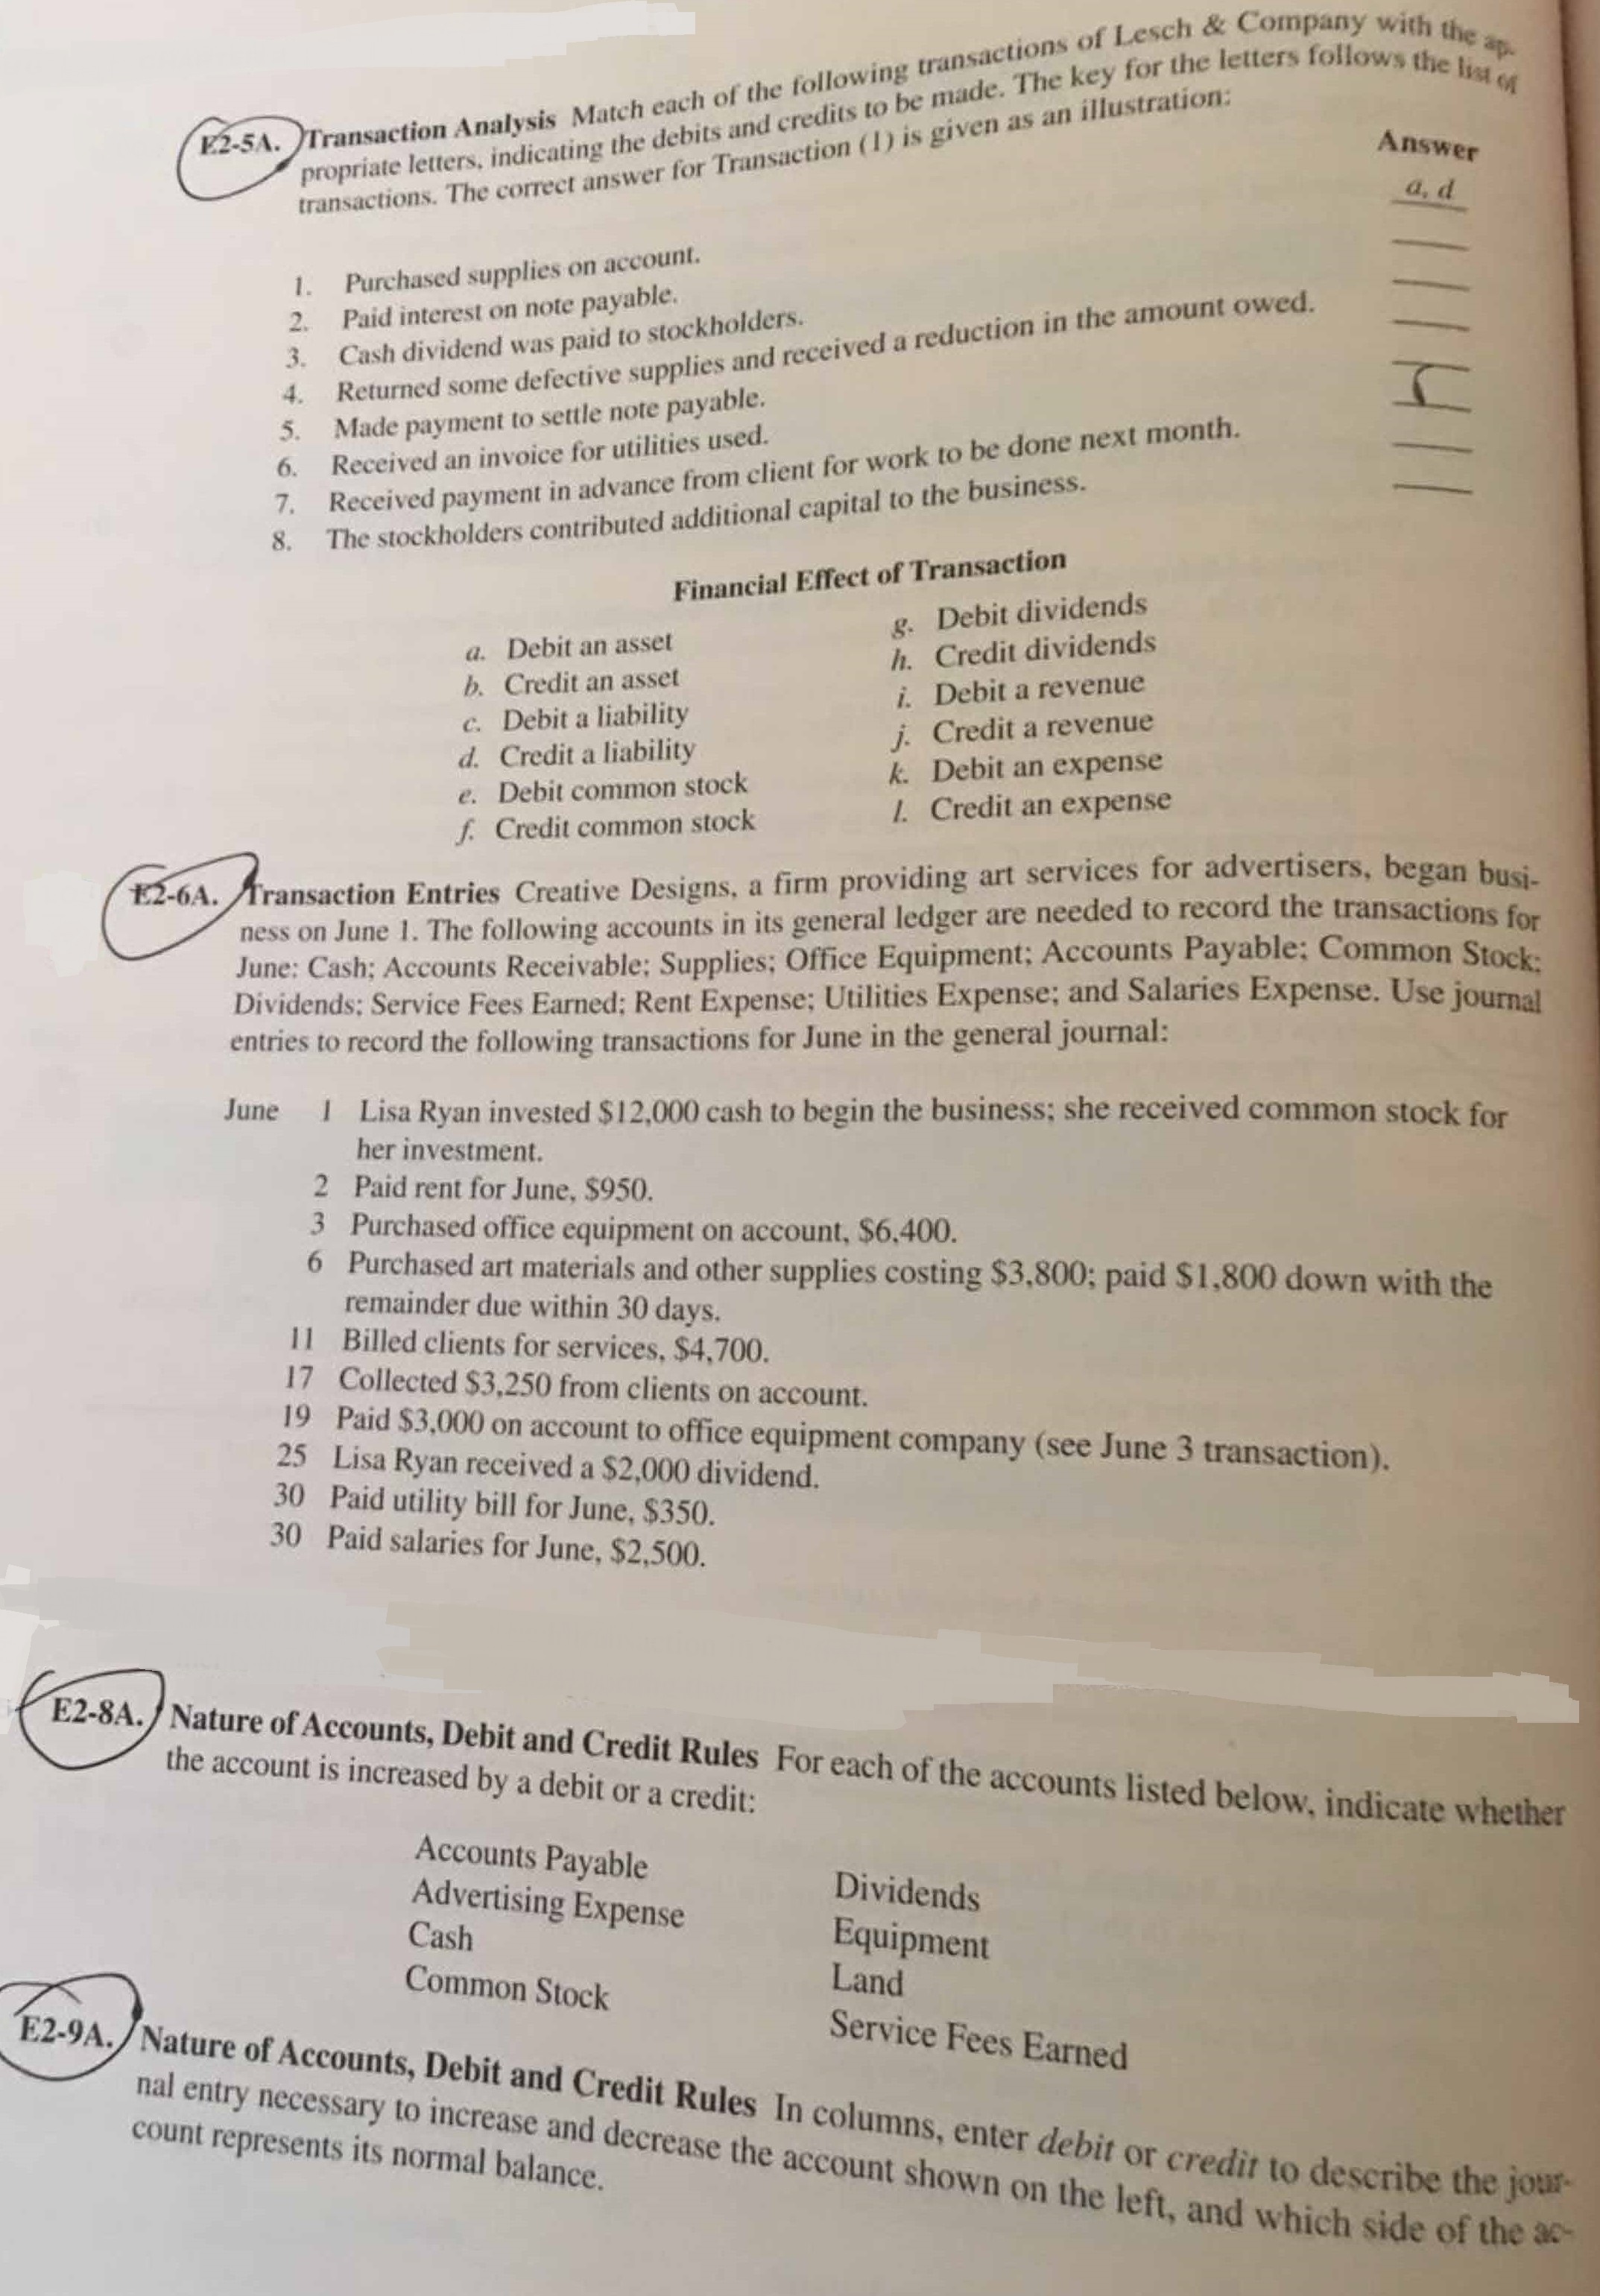 E2-5A. Transaction Analysis Match each of the following transactions of Lesch & Company with the ap-
propriate letters, indicating the debits and credits to be made. The key for the letters follows the list of
transactions. The correct answer for Transaction (1) is given as an illustration:
Answer
a, d
1. Purchased supplies on account.
2. Paid interest on note payable.
3. Cash dividend was paid to stockholders.
4. Returned some defective supplies and received a reduction in the amount owed.
5. Made payment to settle note payable.
6. Received an invoice for utilities used.
7. Received payment in advance from client for work to be done next month.
8. The stockholders contributed additional capital to the business.
Financial Effect of Transaction
a. Debit an asset
b. Credit an asset
c. Debit a liability
d. Credit a liability
e. Debit common stock
f. Credit common stock
g. Debit dividends
h. Credit dividends
i. Debit a revenue
j. Credit a revenue
k. Debit an expense
l. Credit an expense
E2-6A. Transaction Entries Creative Designs, a firm providing art services for advertisers, began busi-
ness on June 1. The following accounts in its general ledger are needed to record the transactions for
June: Cash; Accounts Receivable; Supplies; Office Equipment; Accounts Payable; Common Stock;
Dividends; Service Fees Earned; Rent Expense; Utilities Expense; and Salaries Expense. Use journal
entries to record the following transactions for June in the general journal:
June 1 Lisa Ryan invested $12,000 cash to begin the business; she received common stock for
her investment.
2 Paid rent for June, $950.
3 Purchased office equipment on account, $6,400.
6 Purchased art materials and other supplies costing $3,800; paid $1,800 down with the
remainder due within 30 days.
11 Billed clients for services, $4,700.
17 Collected $3,250 from clients on account.
19 Paid $3,000 on account to office equipment company (see June 3 transaction).
25 Lisa Ryan received a $2,000 dividend.
30 Paid utility bill for June, $350.
30 Paid salaries for June, $2,500.
E2-8A. Nature of Accounts, Debit and Credit Rules For each of the accounts listed below, indicate whether
the account is increased by a debit or a credit:
Accounts Payable
Advertising Expense
Cash
Common Stock
Dividends
Equipment
Land
Service Fees Earned
E2-9A. Nature of Accounts, Debit and Credit Rules In columns, enter debit or credit to describe the jour-
nal entry necessary to increase and decrease the account shown on the left, and which side of the ac-
count represents its normal balance.